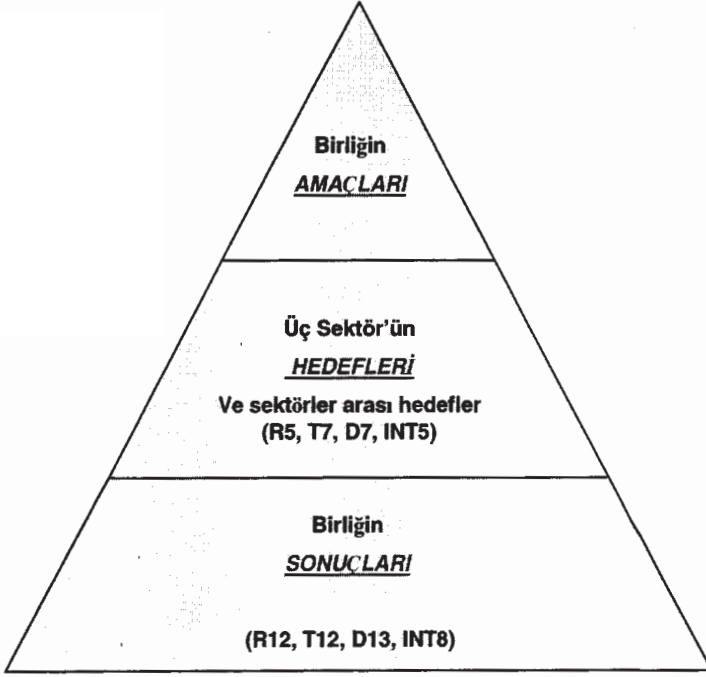 Birliğin
AMAÇLARI
Üç Sektör'ün
HEDEFLERİ
Ve sektörler arası hedefler
(R5, T7, D7, INT5)
Birliğin
SONUÇLARI
(R12, T12, D13, INT8)